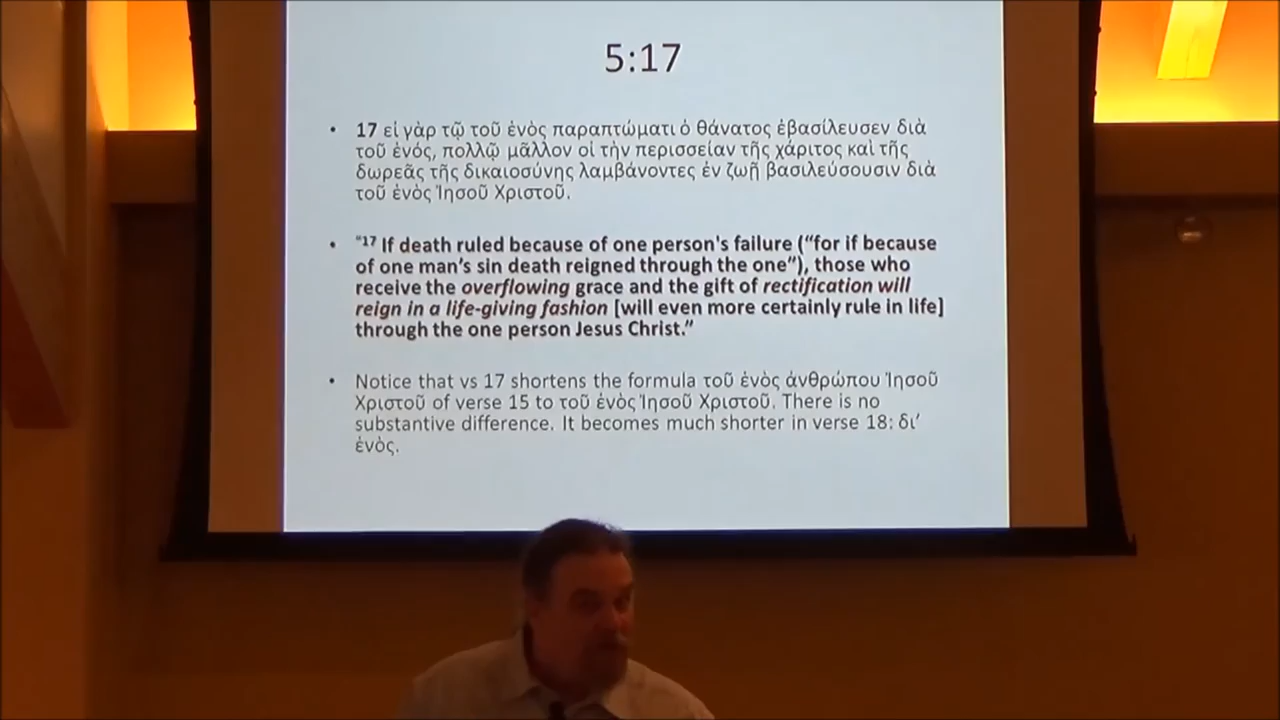 5:17
• 17 εἰ γὰρ τῷ τοῦ ἑνὸς παραπτώματι ὁ θάνατος ἐβασίλευσεν διὰ
τοῦ ἑνός, πολλῷ μᾶλλον οἱ τὴν περισσείαν τῆς χάριτος καὶ τῆς
δωρεᾶς τῆς δικαιοσύνης λαμβάνοντες ἐν ζωῇ βασιλεύσουσιν διὰ
τοῦ ἑνὸς Ἰησοῦ Χριστοῦ.
• “17 If death ruled because of one person's failure (“for if because
of one man’s sin death reigned through the one”), those who
receive the overflowing grace and the gift of rectification will
reign in a life-giving fashion [will even more certainly rule in life]
through the one person Jesus Christ.”
• Notice that vs 17 shortens the formula τοῦ ἑνὸς ἀνθρώπου Ἰησοῦ
Χριστοῦ of verse 15 to τοῦ ἑνὸς Ἰησοῦ Χριστοῦ. There is no
substantive difference. It becomes much shorter in verse 18: δι’
ἑνὸς.